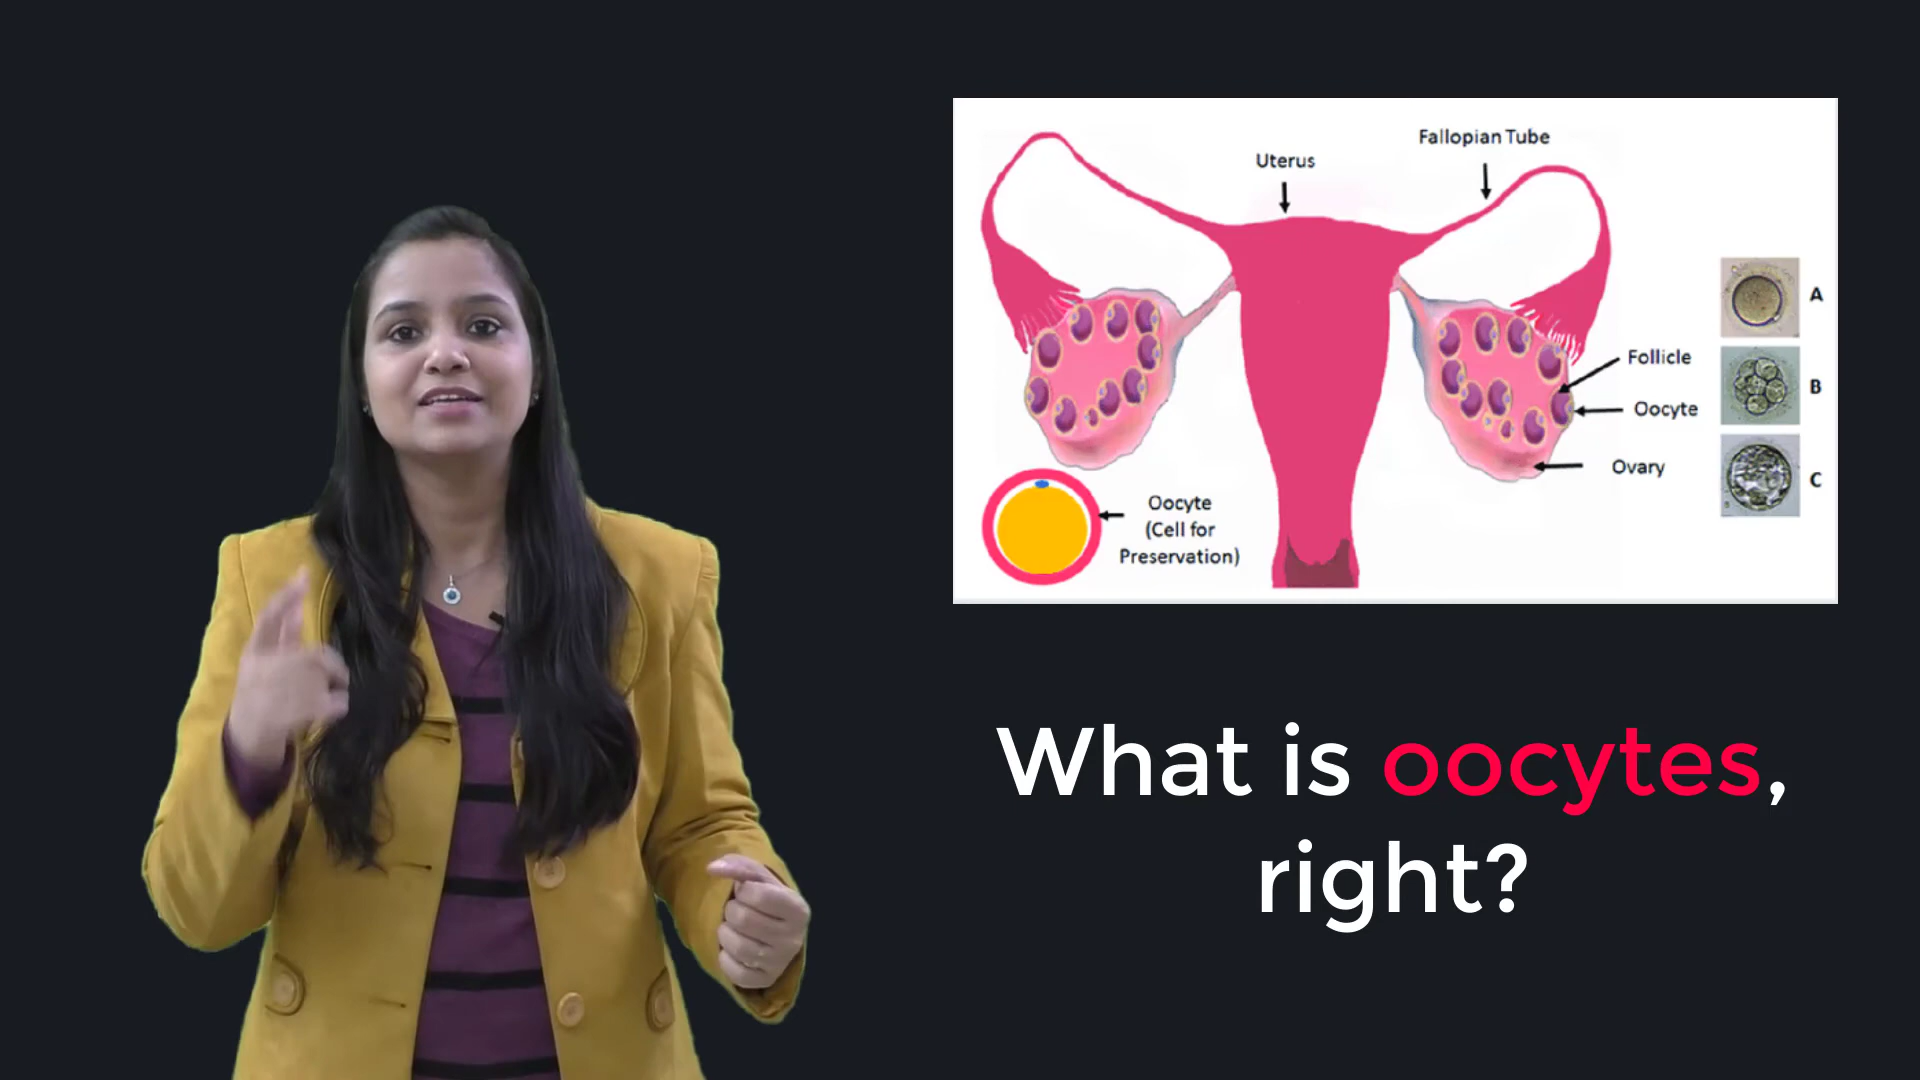 Fallopian Tube
Uterus
A
Follicle
B
Oocyte
Ovary
C
Oocyte
(Cell for
Preservation)
What is oocytes,
right?